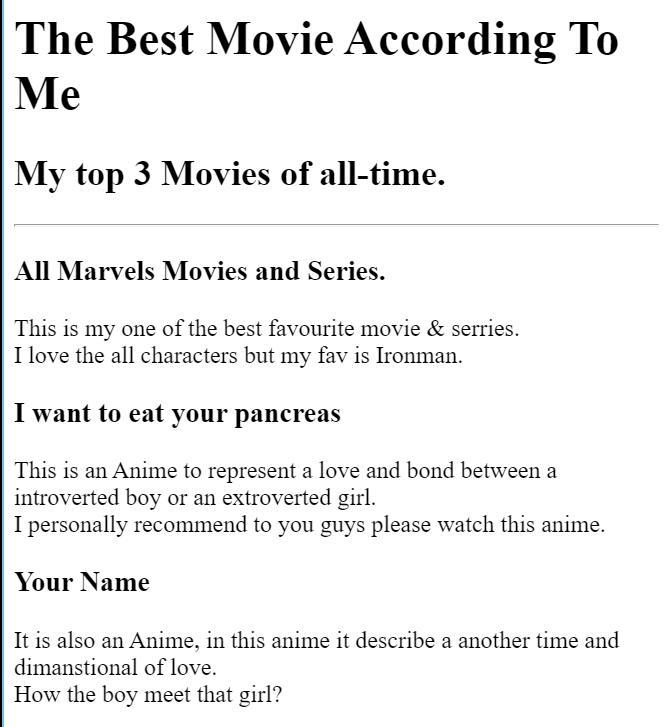 The Best Movie According To
Me
My top 3 Movies of all-time.
All Marvels Movies and Series.
This is my one of the best favourite movie & serries.
I love the all characters but my fav is Ironman.
I want to eat your pancreas
This is an Anime to represent a love and bond between a
introverted boy or an extroverted girl.
I personally recommend to you guys please watch this anime.
Your Name
It is also an Anime, in this anime it describe a another time and
dimanstional of love.
How the boy meet that girl?